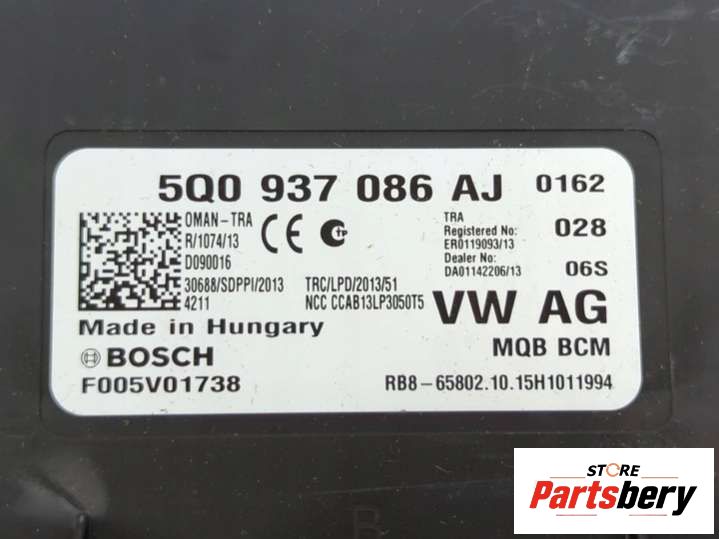 5Q0 937 086 AJ 0162
OMAN-TRA
R/1074/13
D090016
30688/SDPPI/2013
4211
CE
TP
TRC/LPD/2013/51
NCC CCAB13LP3050T5
TRA
Registered No:
ER0119093/13
Dealer No:
DA01142206/13
028
06S
VW AG
Made in Hungary
BOSCH
MQB BCM
F005V01738
RB8-65802.10.15H1011994
STORE
Partsbery
B